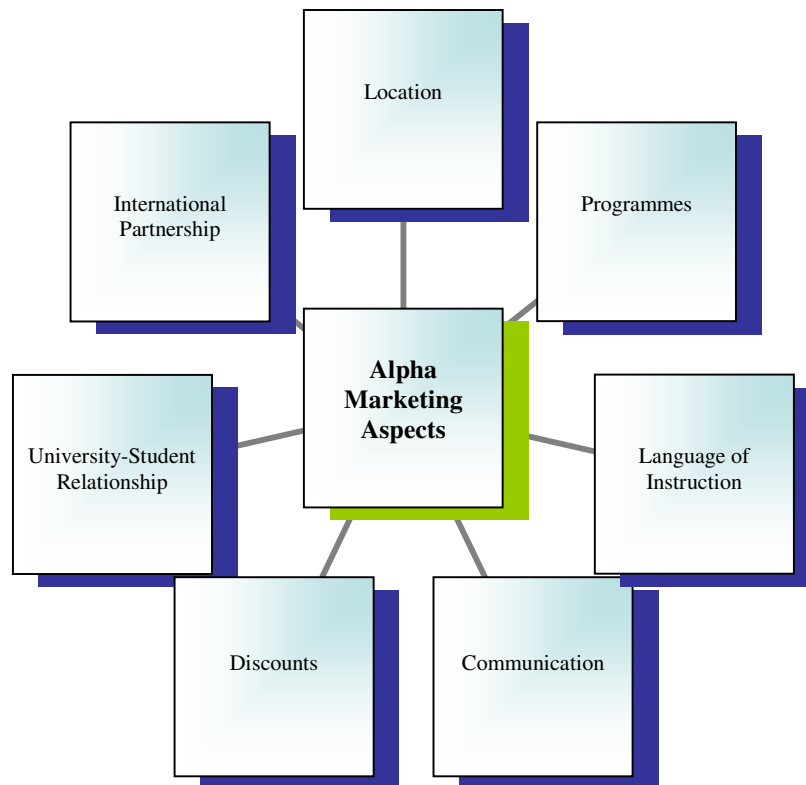 Location
International
Partnership
Programmes
Alpha
Marketing
Aspects
University-Student
Relationship
Language of
Instruction
Discounts
Communication